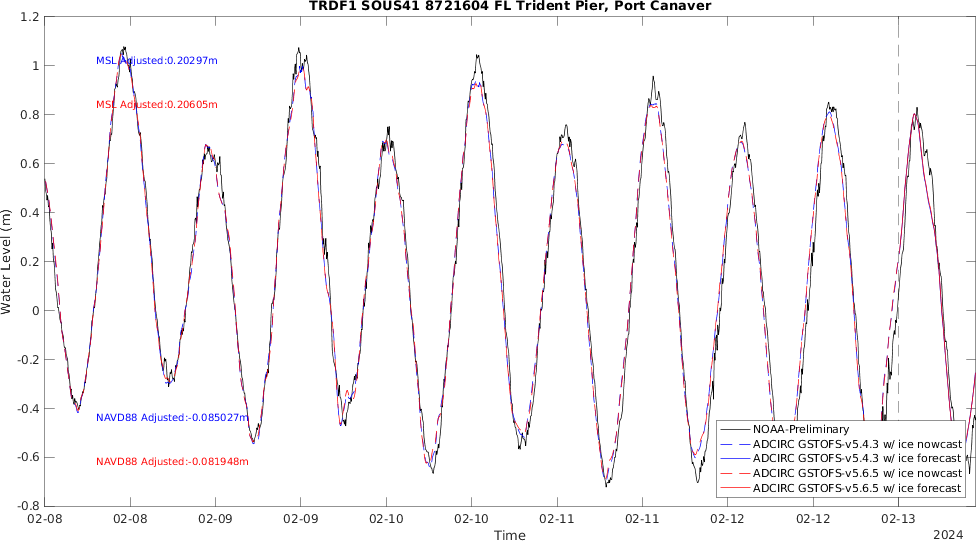 TRDF1 SOUS41 8721604 FL Trident Pier, Port Canaver
1.2
1
0.8
0.6
0.4
0.2
0
-0.2
-0.4
-0.6
-0.8
Water Level (m)
MSL Adjusted:0.20297m
MSL Adjusted:0.20605m
NAVD88 Adjusted:-0.085027m
NAVD88 Adjusted:-0.081948m
NOAA-Preliminary
ADCIRC GSTOFS-v5.4.3 w/ ice nowcast
ADCIRC GSTOFS-v5.4.3 w/ ice forecast
ADCIRC GSTOFS-v5.6.5 w/ ice nowcast
ADCIRC GSTOFS-v5.6.5 w/ ice forecast
02-08 02-08 02-09 02-09 02-10 02-10 02-11 02-11 02-12 02-12 02-13
Time
2024